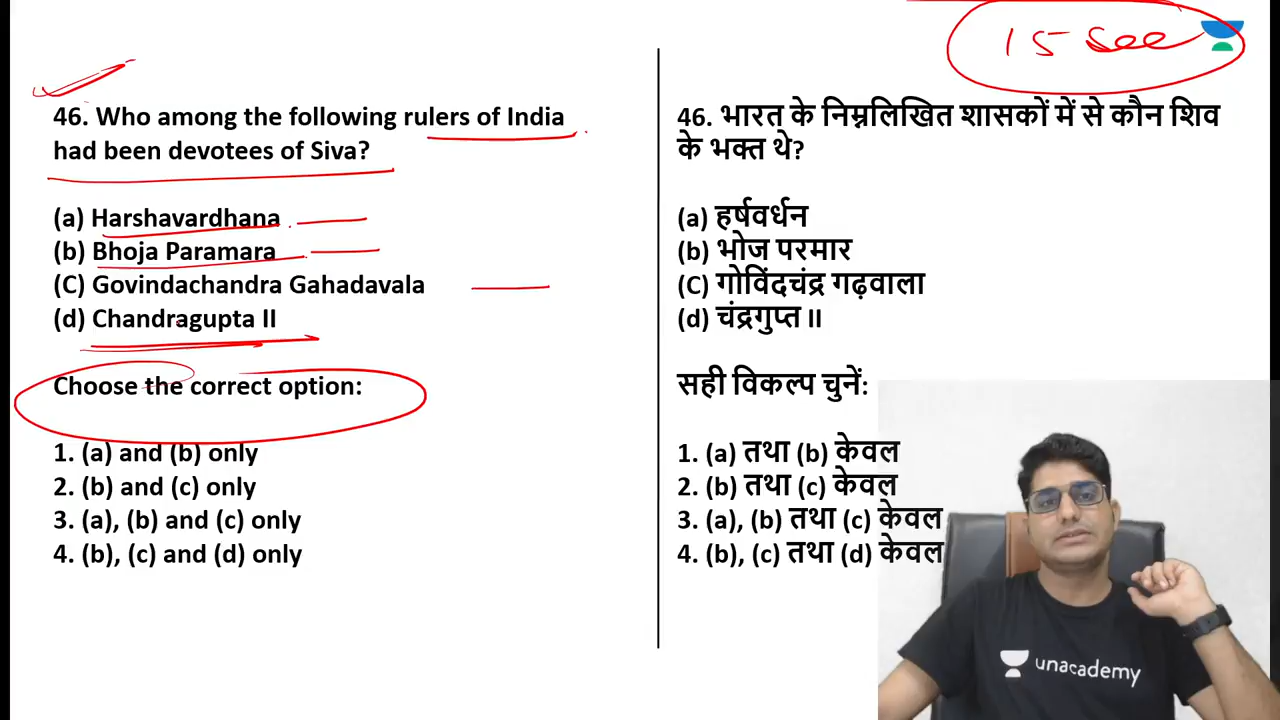 15 See
46. Who among the following rulers of India
had been devotees of Siva?
(a) Harshavardhana
(b) Bhoja Paramara
(C) Govindachandra Gahadavala
(d) Chandragupta II
Choose the correct option:
1. (a) and (b) only
2. (b) and (c) only
3. (a), (b) and (c) only
4. (b), (c) and (d) only
46. भारत के निम्नलिखित शासकों में से कौन शिव
के भक्त थे?
(a) हर्षवर्धन
(b) भोज परमार
(C) गोविंदचंद्र गढ़वाला
(d) चंद्रगुप्त II
सही विकल्प चुनें:
1. (a) तथा (b) केवल
2. (b) तथा (c) केवल
3. (a), (b) तथा (c) केवल
4. (b), (c) तथा (d) केवल
unacademy